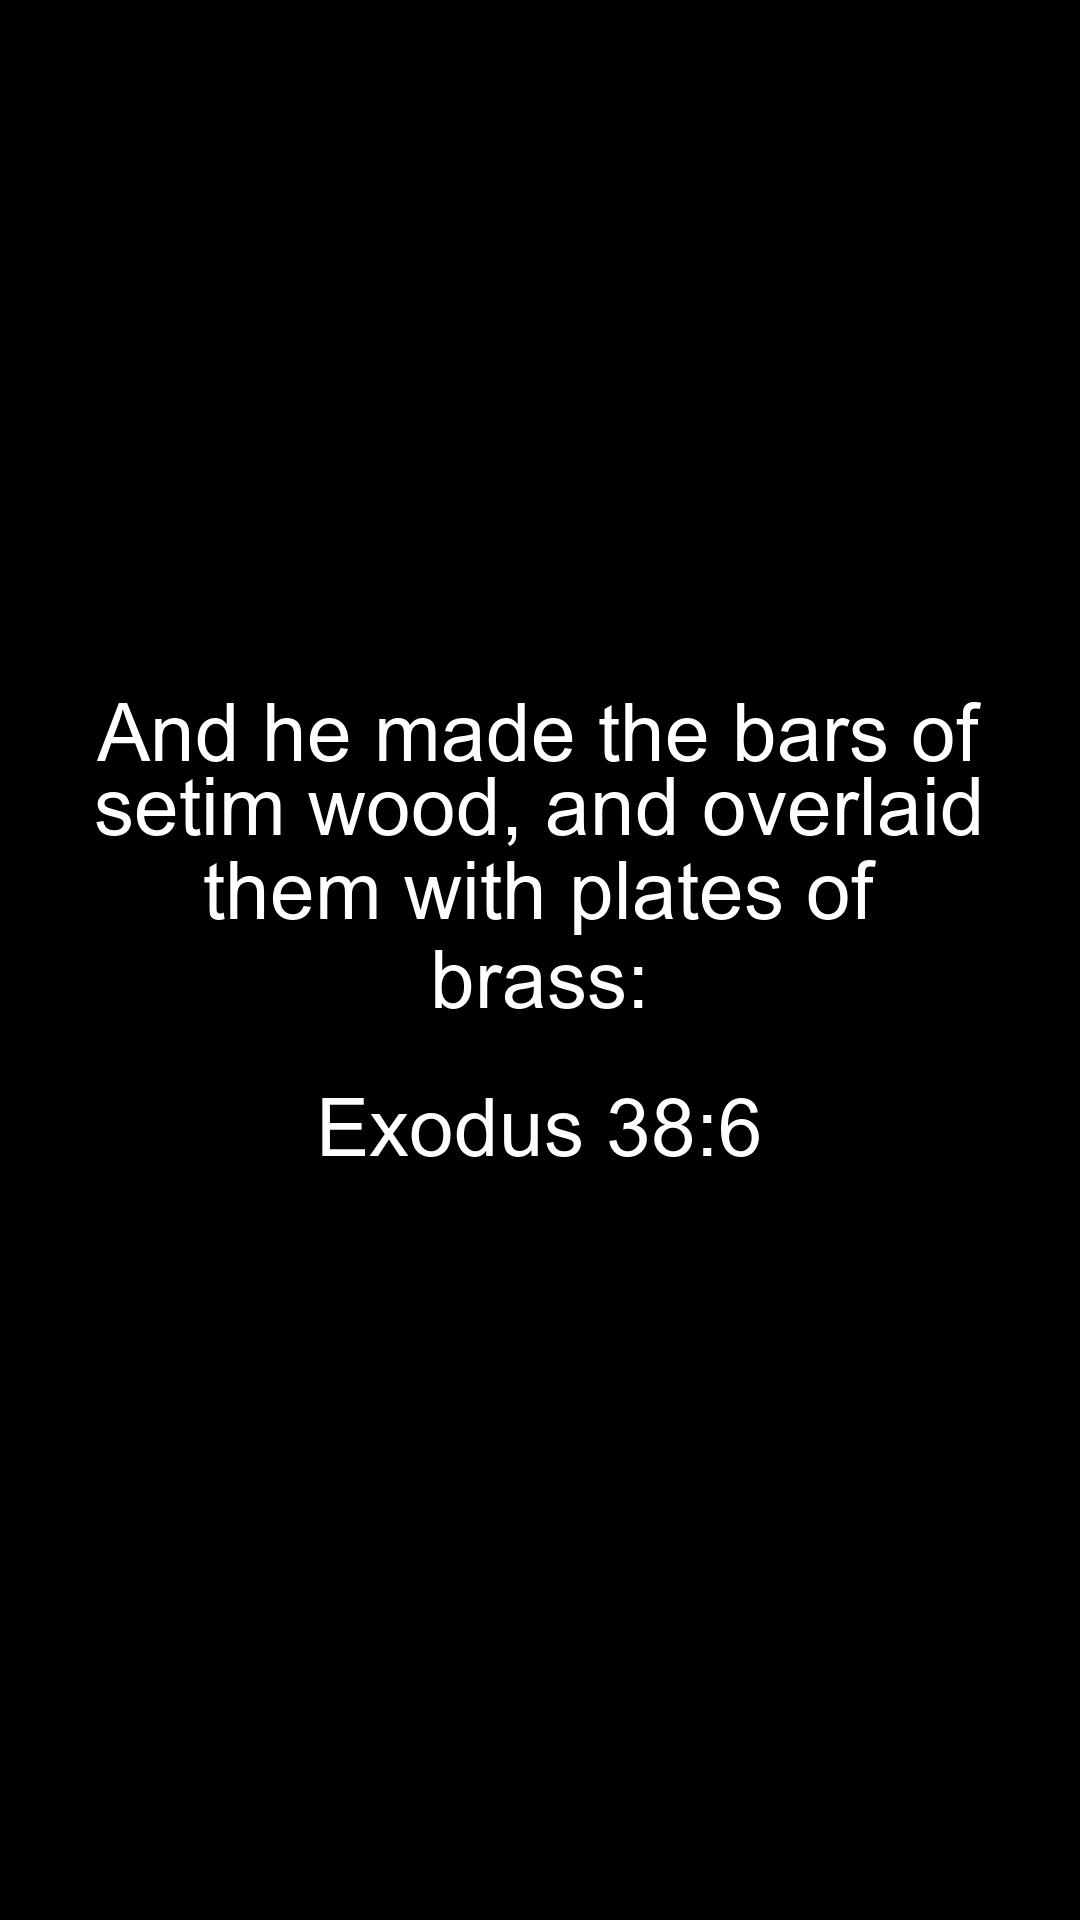 And he made the bars of
setim wood, and overlaid
them with plates of
brass:
Exodus 38:6